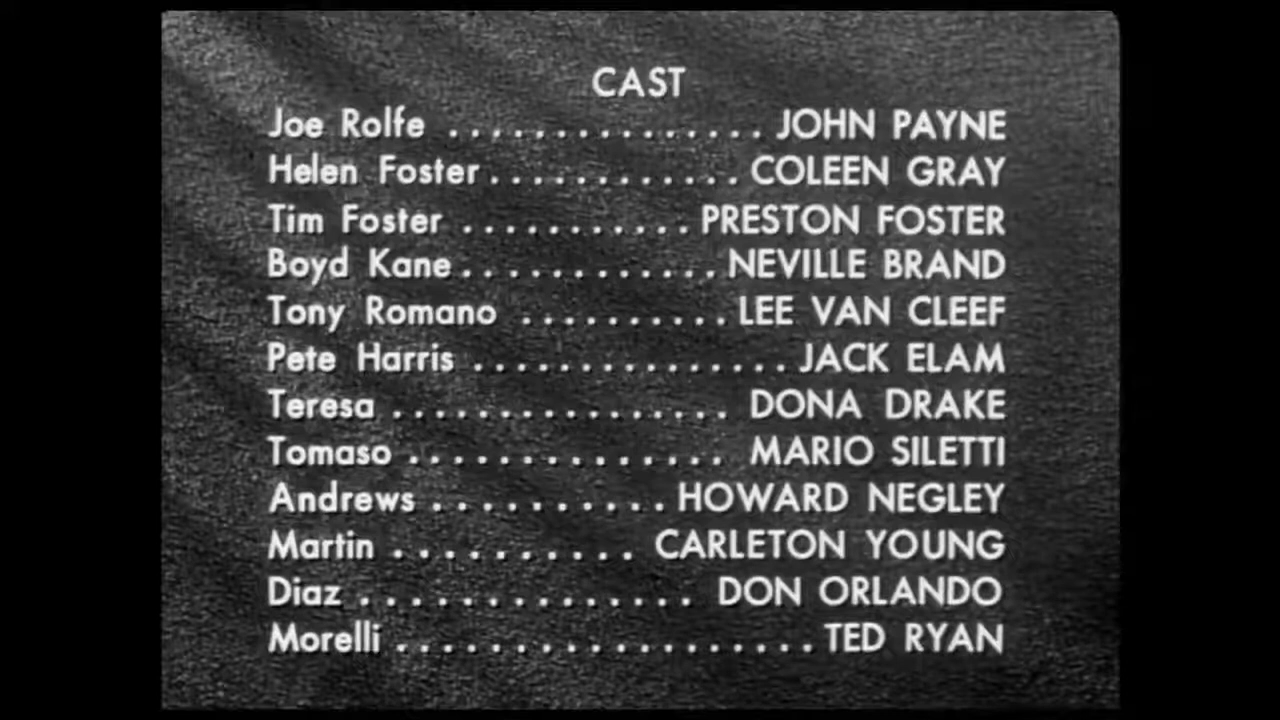 CAST
Joe Rolfe ............... JOHN PAYNE
Helen Foster ............ COLEEN GRAY
Tim Foster ........... PRESTON FOSTER
Boyd Kane ............ NEVILLE BRAND
Tony Romano .......... LEE VAN CLEEF
Pete Harris ............... JACK ELAM
Teresa ................ DONA DRAKE
Tomaso .............. MARIO SILETTI
Andrews .......... HOWARD NEGLEY
Martin ........... CARLETON YOUNG
Diaz ............... DON ORLANDO
Morelli .................. TED RYAN